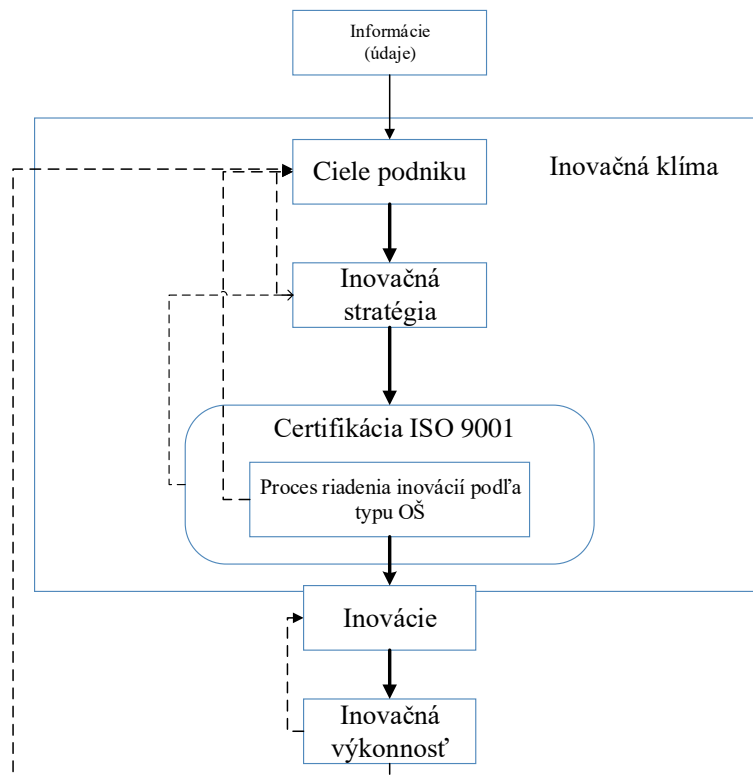 Informácie
(údaje)
Ciele podniku
Inovačná klíma
Inovačná
stratégia
Certifikácia ISO 9001
Proces riadenia inovácií podľa
typu OŠ
Inovácie
Inovačná
výkonnosť